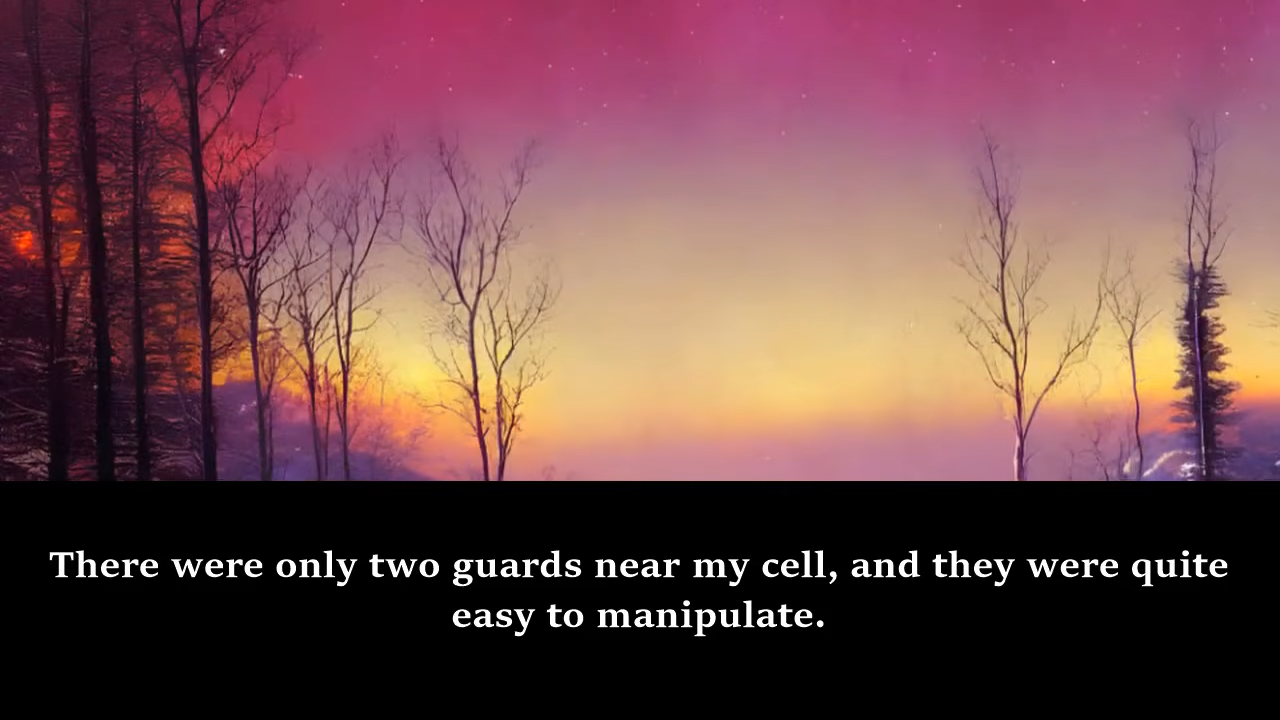 There were only two guards near my cell, and they were quite
easy to manipulate.